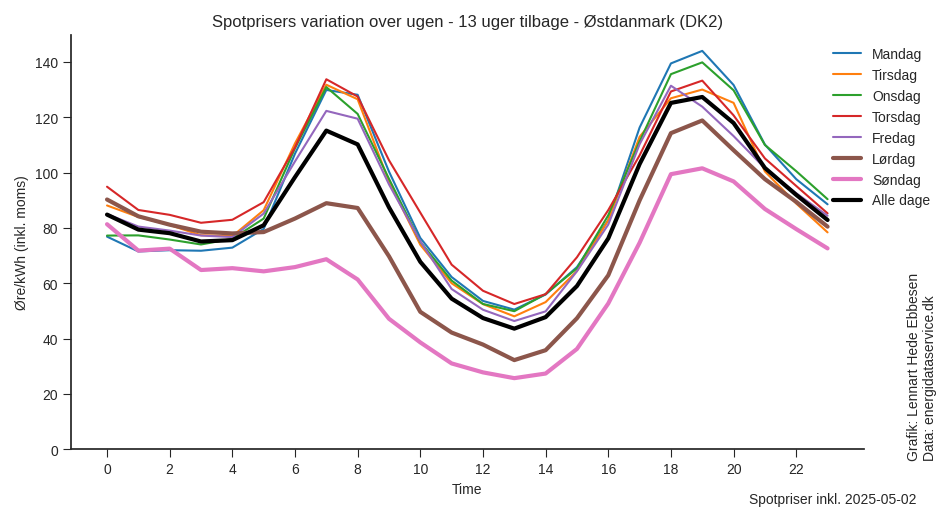 Spotprisers variation over ugen - 13 uger tilbage - Østdanmark (DK2)
Øre/kWh (inkl. moms)
140
120
100
80
60
40
20
0
0 2 4 6 8 10 12 14 16 18 20 22
Time
Mandag
Tirsdag
Onsdag
Torsdag
Fredag
Lørdag
Søndag
Alle dage
Grafik: Lennart Hede Ebbesen
Data: energidataservice.dk
Spotpriser inkl. 2025-05-02